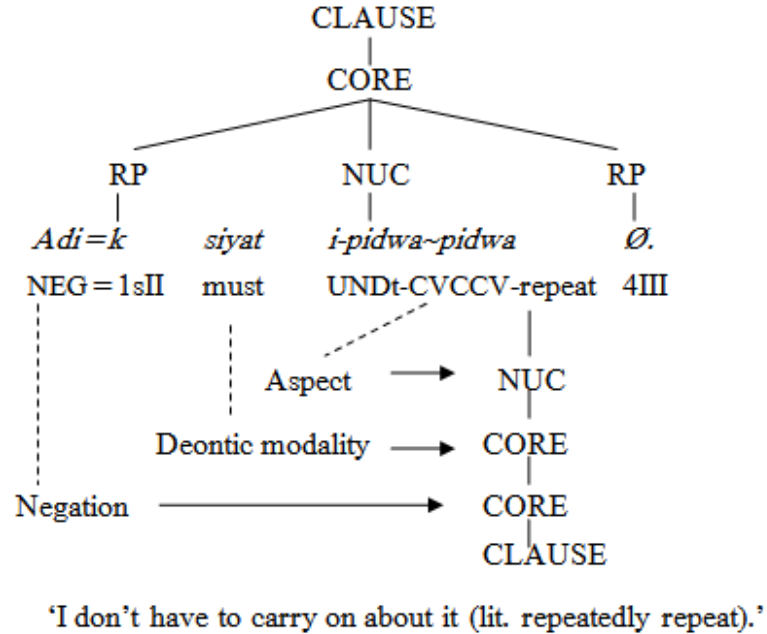 CLAUSE
CORE
RP NUC RP
Adi=k siyat i-pidwa~pidwa Ø.
NEG=1sII must UNDt-CVCCV-repeat 4III
Aspect NUC
Deontic modality CORE
Negation CORE
CLAUSE
‘I don’t have to carry on about it (lit. repeatedly repeat).’